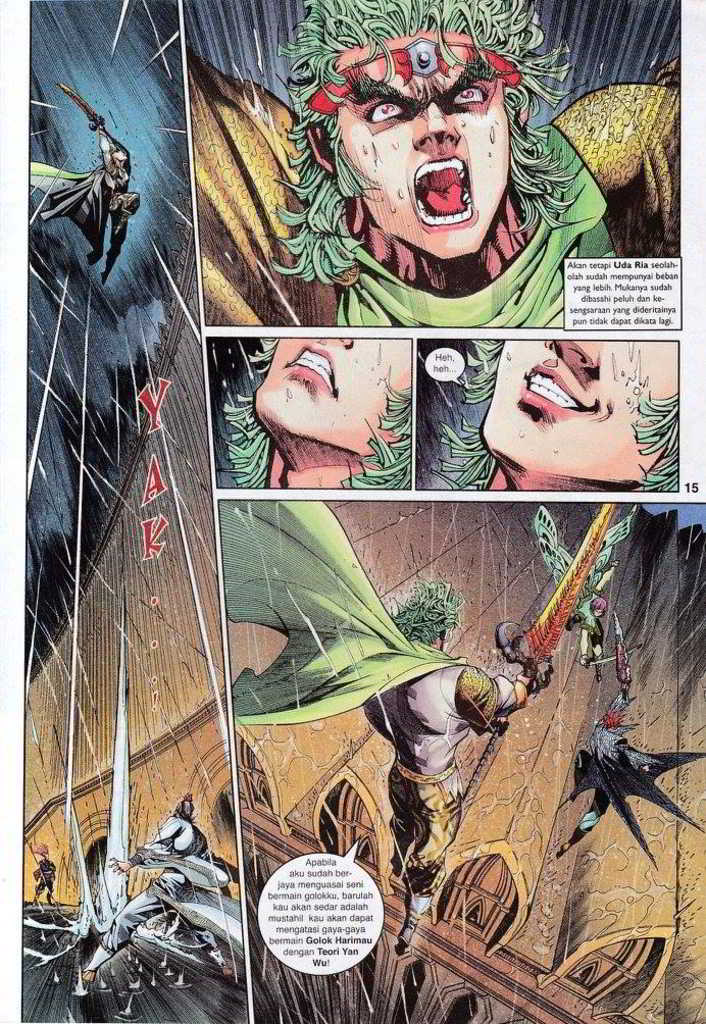 Akan tetapi Uda Ria seolah-
olah sudah mempunyai beban
yang lebih. Mukanya sudah
dibasahi peluh dan ke-
sengsaraan yang dideritainya
pun tidak dapat dikata lagi.
YAK...!
Heh,
heh...
15
Apabila
aku sudah ber-
jaya menguasai seni
bermain golokku, barulah
kau akan sedar adalah
mustahil kau akan dapat
mengatasi gaya-gaya
bermain Golok Harimau
dengan Teori Yan
Wu!